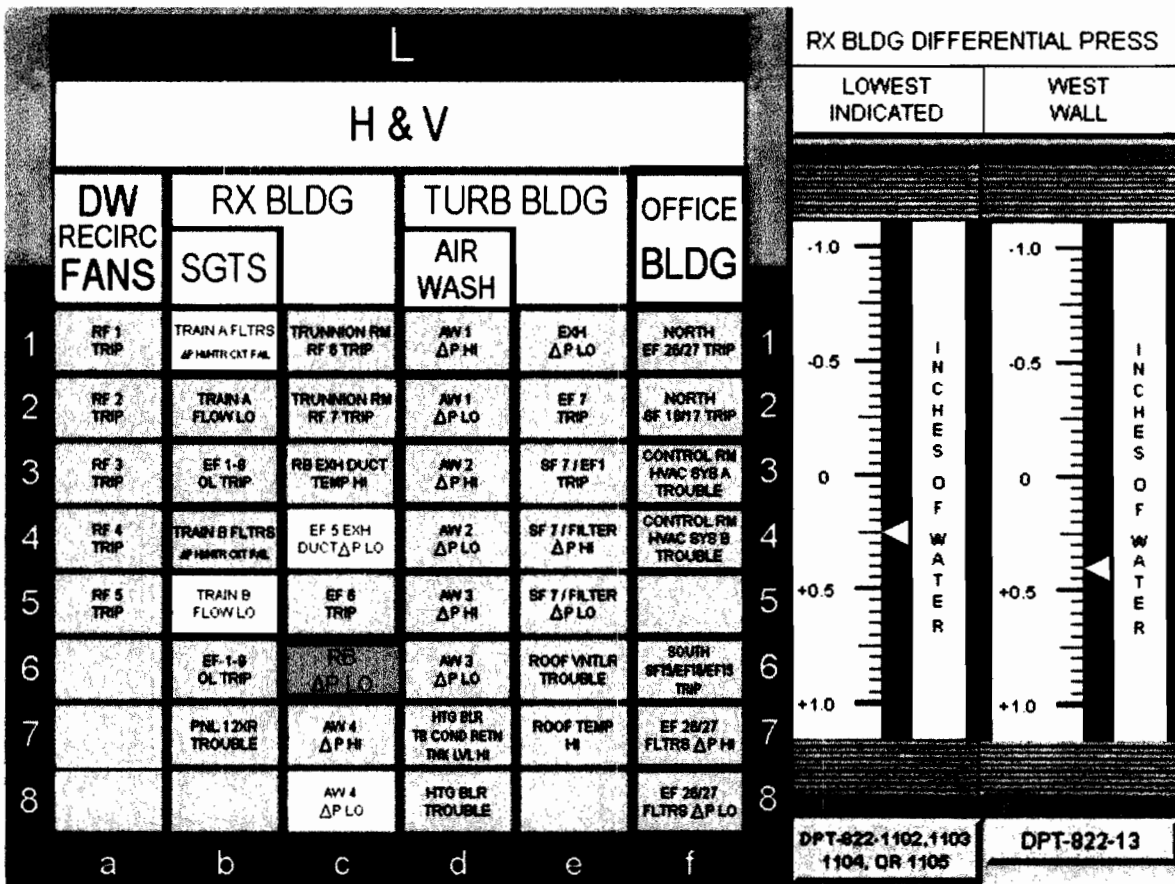 L
H & V
DW
RECIRC
FANS
RX BLDG
SGTS
TURB BLDG
AIR
WASH
OFFICE
BLDG
1
RF 1
TRIP
TRAIN A FLTRS
ΔP HI/HTR CKT FAIL
TRUNNION RM
RF 6 TRIP
AW 1
ΔP HI
EXH
ΔP LO
NORTH
EF 26/27 TRIP
1
2
RF 2
TRIP
TRAIN A
FLOW LO
TRUNNION RM
RF 7 TRIP
AW 1
ΔP LO
EF 7
TRIP
NORTH
SF 16/17 TRIP
2
3
RF 3
TRIP
EF 1-8
OL TRIP
RB EXH DUCT
TEMP HI
AW 2
ΔP HI
SF 7 / EF1
TRIP
CONTROL RM
HVAC SYS A
TROUBLE
3
4
RF 4
TRIP
TRAIN B FLTRS
ΔP HI/HTR CKT FAIL
EF 5 EXH
DUCT ΔP LO
AW 2
ΔP LO
SF 7 / FILTER
ΔP HI
CONTROL RM
HVAC SYS B
TROUBLE
4
5
RF 5
TRIP
TRAIN B
FLOW LO
EF 6
TRIP
AW 3
ΔP HI
SF 7 / FILTER
ΔP LO
5
6
EF-1-9
OL TRIP
RB
ΔP LO
AW 3
ΔP LO
ROOF VNTLR
TROUBLE
SOUTH
TRIP
6
7
PNL 12XR
TROUBLE
AW 4
ΔP HI
HTG BLR
TB COND RETN
TNK LVL HI
ROOF TEMP
HI
EF 26/27
FLTRS ΔP HI
7
8
AW 4
ΔP LO
HTG BLR
TROUBLE
EF 26/27
FLTRS ΔP LO
8
a b c d e f
RX BLDG DIFFERENTIAL PRESS
LOWEST
INDICATED
WEST
WALL
-1.0
-0.5
0
+0.5
+1.0
INCHES OF WATER
-1.0
-0.5
0
+0.5
+1.0
INCHES OF WATER
DPT-822-1102,1103
1104, OR 1105
DPT-822-13